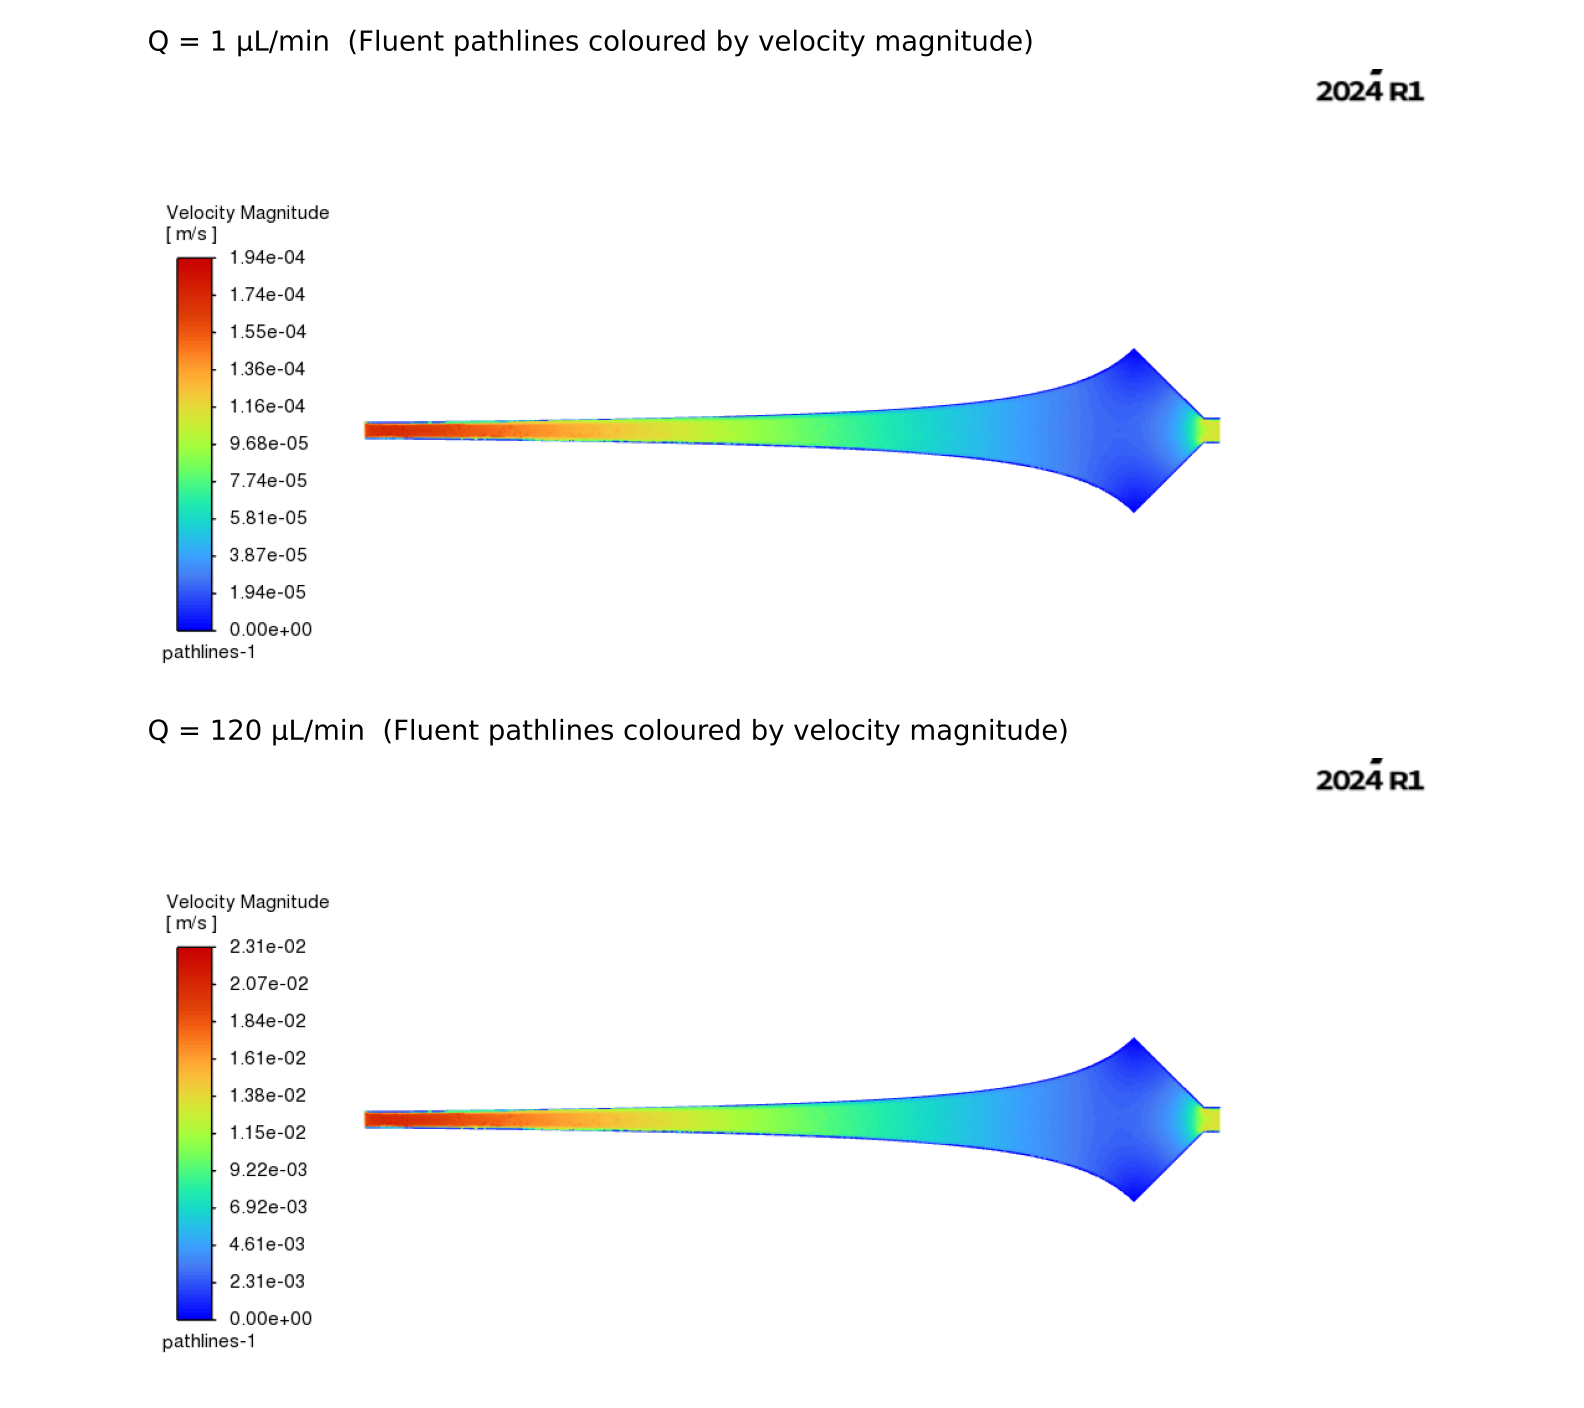 Q = 1 µL/min (Fluent pathlines coloured by velocity magnitude)
2024 R1
Velocity Magnitude
[ m/s ]
1.94e-04
1.74e-04
1.55e-04
1.36e-04
1.16e-04
9.68e-05
7.74e-05
5.81e-05
3.87e-05
1.94e-05
0.00e+00
pathlines-1
Q = 120 µL/min (Fluent pathlines coloured by velocity magnitude)
2024 R1
Velocity Magnitude
[ m/s ]
2.31e-02
2.07e-02
1.84e-02
1.61e-02
1.38e-02
1.15e-02
9.22e-03
6.92e-03
4.61e-03
2.31e-03
0.00e+00
pathlines-1